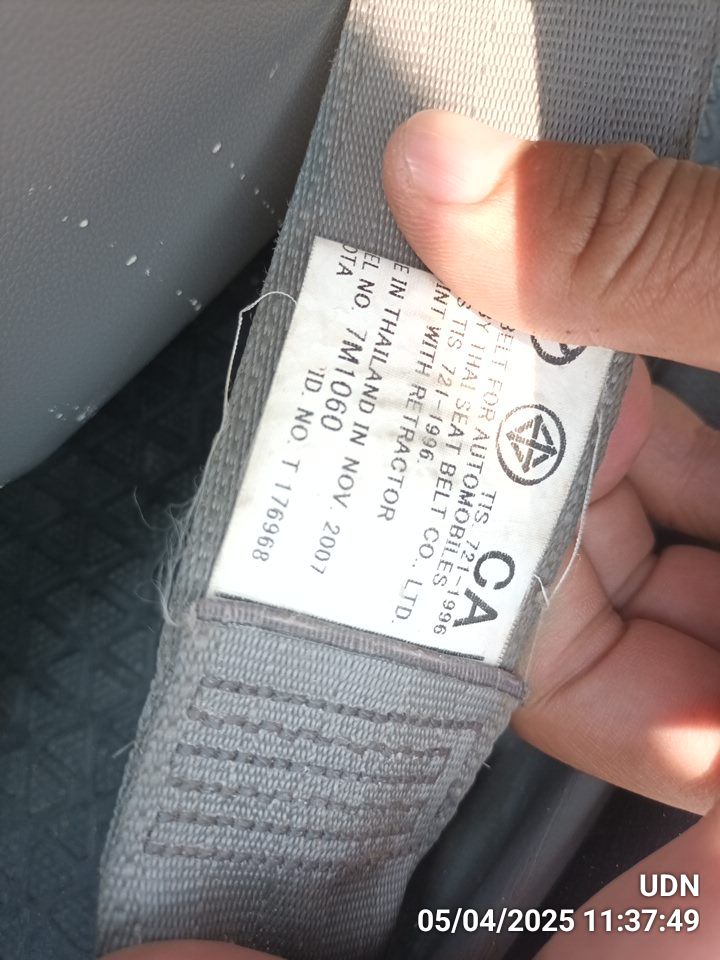 CA
TIS. 721-1996
BELT FOR AUTOMOBILES
BY THAI SEAT BELT CO., LTD.
TIS 721-1996.
WITH RETRACTOR
IN THAILAND IN NOV. 2007
NO. 7M1060
ID. NO. T 176968
UDN
05/04/2025 11:37:49